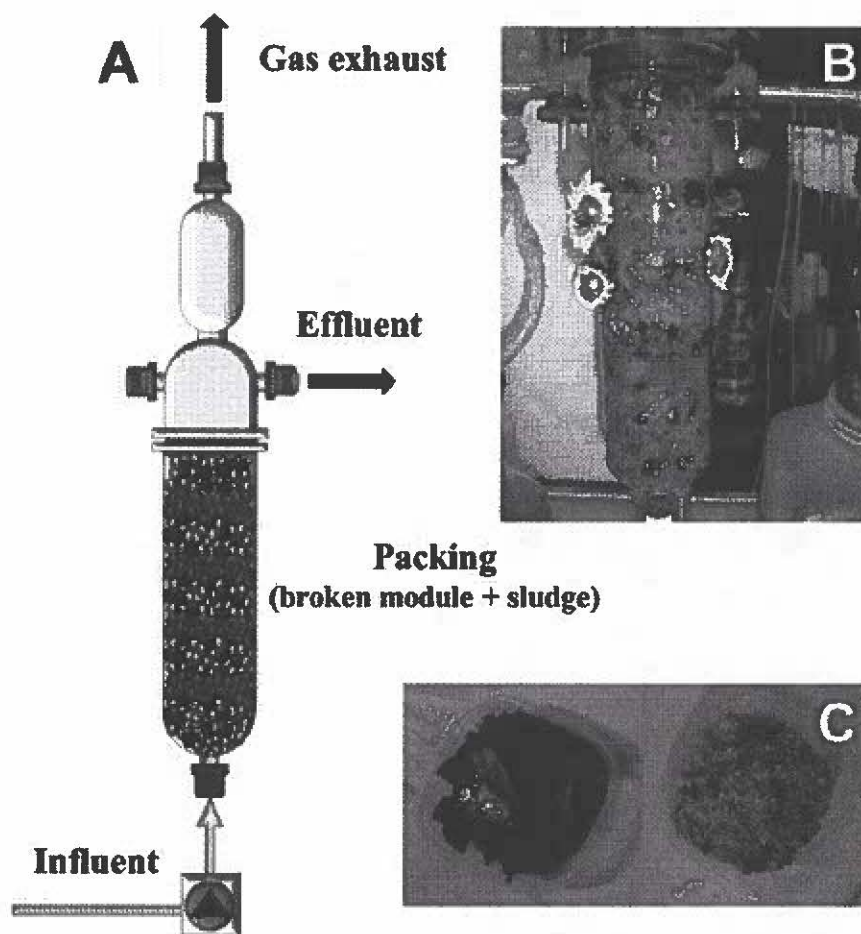 A
Gas exhaust
B
Effluent
Packing
(broken module + sludge)
C
Influent